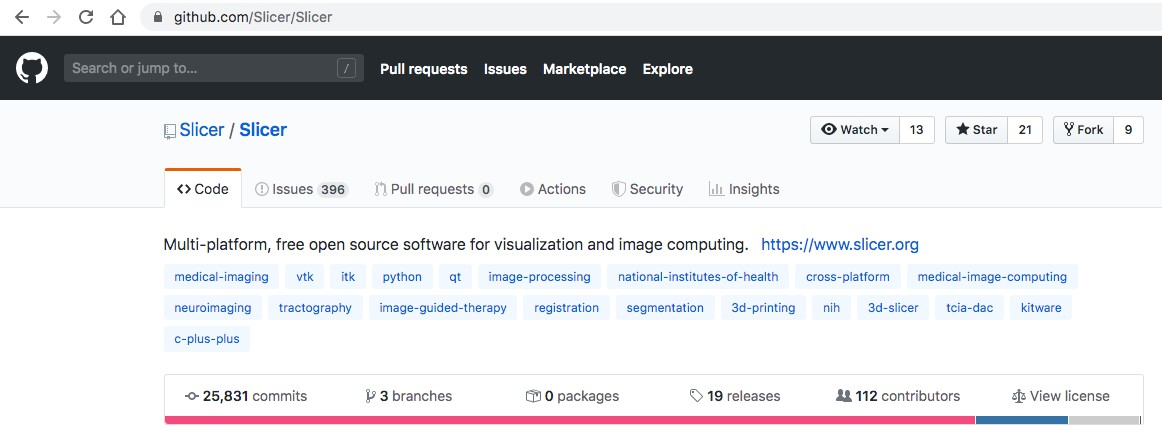 github.com/Slicer/Slicer
Search or jump to... / Pull requests Issues Marketplace Explore
Slicer / Slicer Watch 13 Star 21 Fork 9
Code Issues 396 Pull requests 0 Actions Security Insights
Multi-platform, free open source software for visualization and image computing. https://www.slicer.org
medical-imaging vtk itk python qt image-processing national-institutes-of-health cross-platform medical-image-computing
neuroimaging tractography image-guided-therapy registration segmentation 3d-printing nih 3d-slicer tcia-dac kitware
c-plus-plus
25,831 commits 3 branches 0 packages 19 releases 112 contributors View license